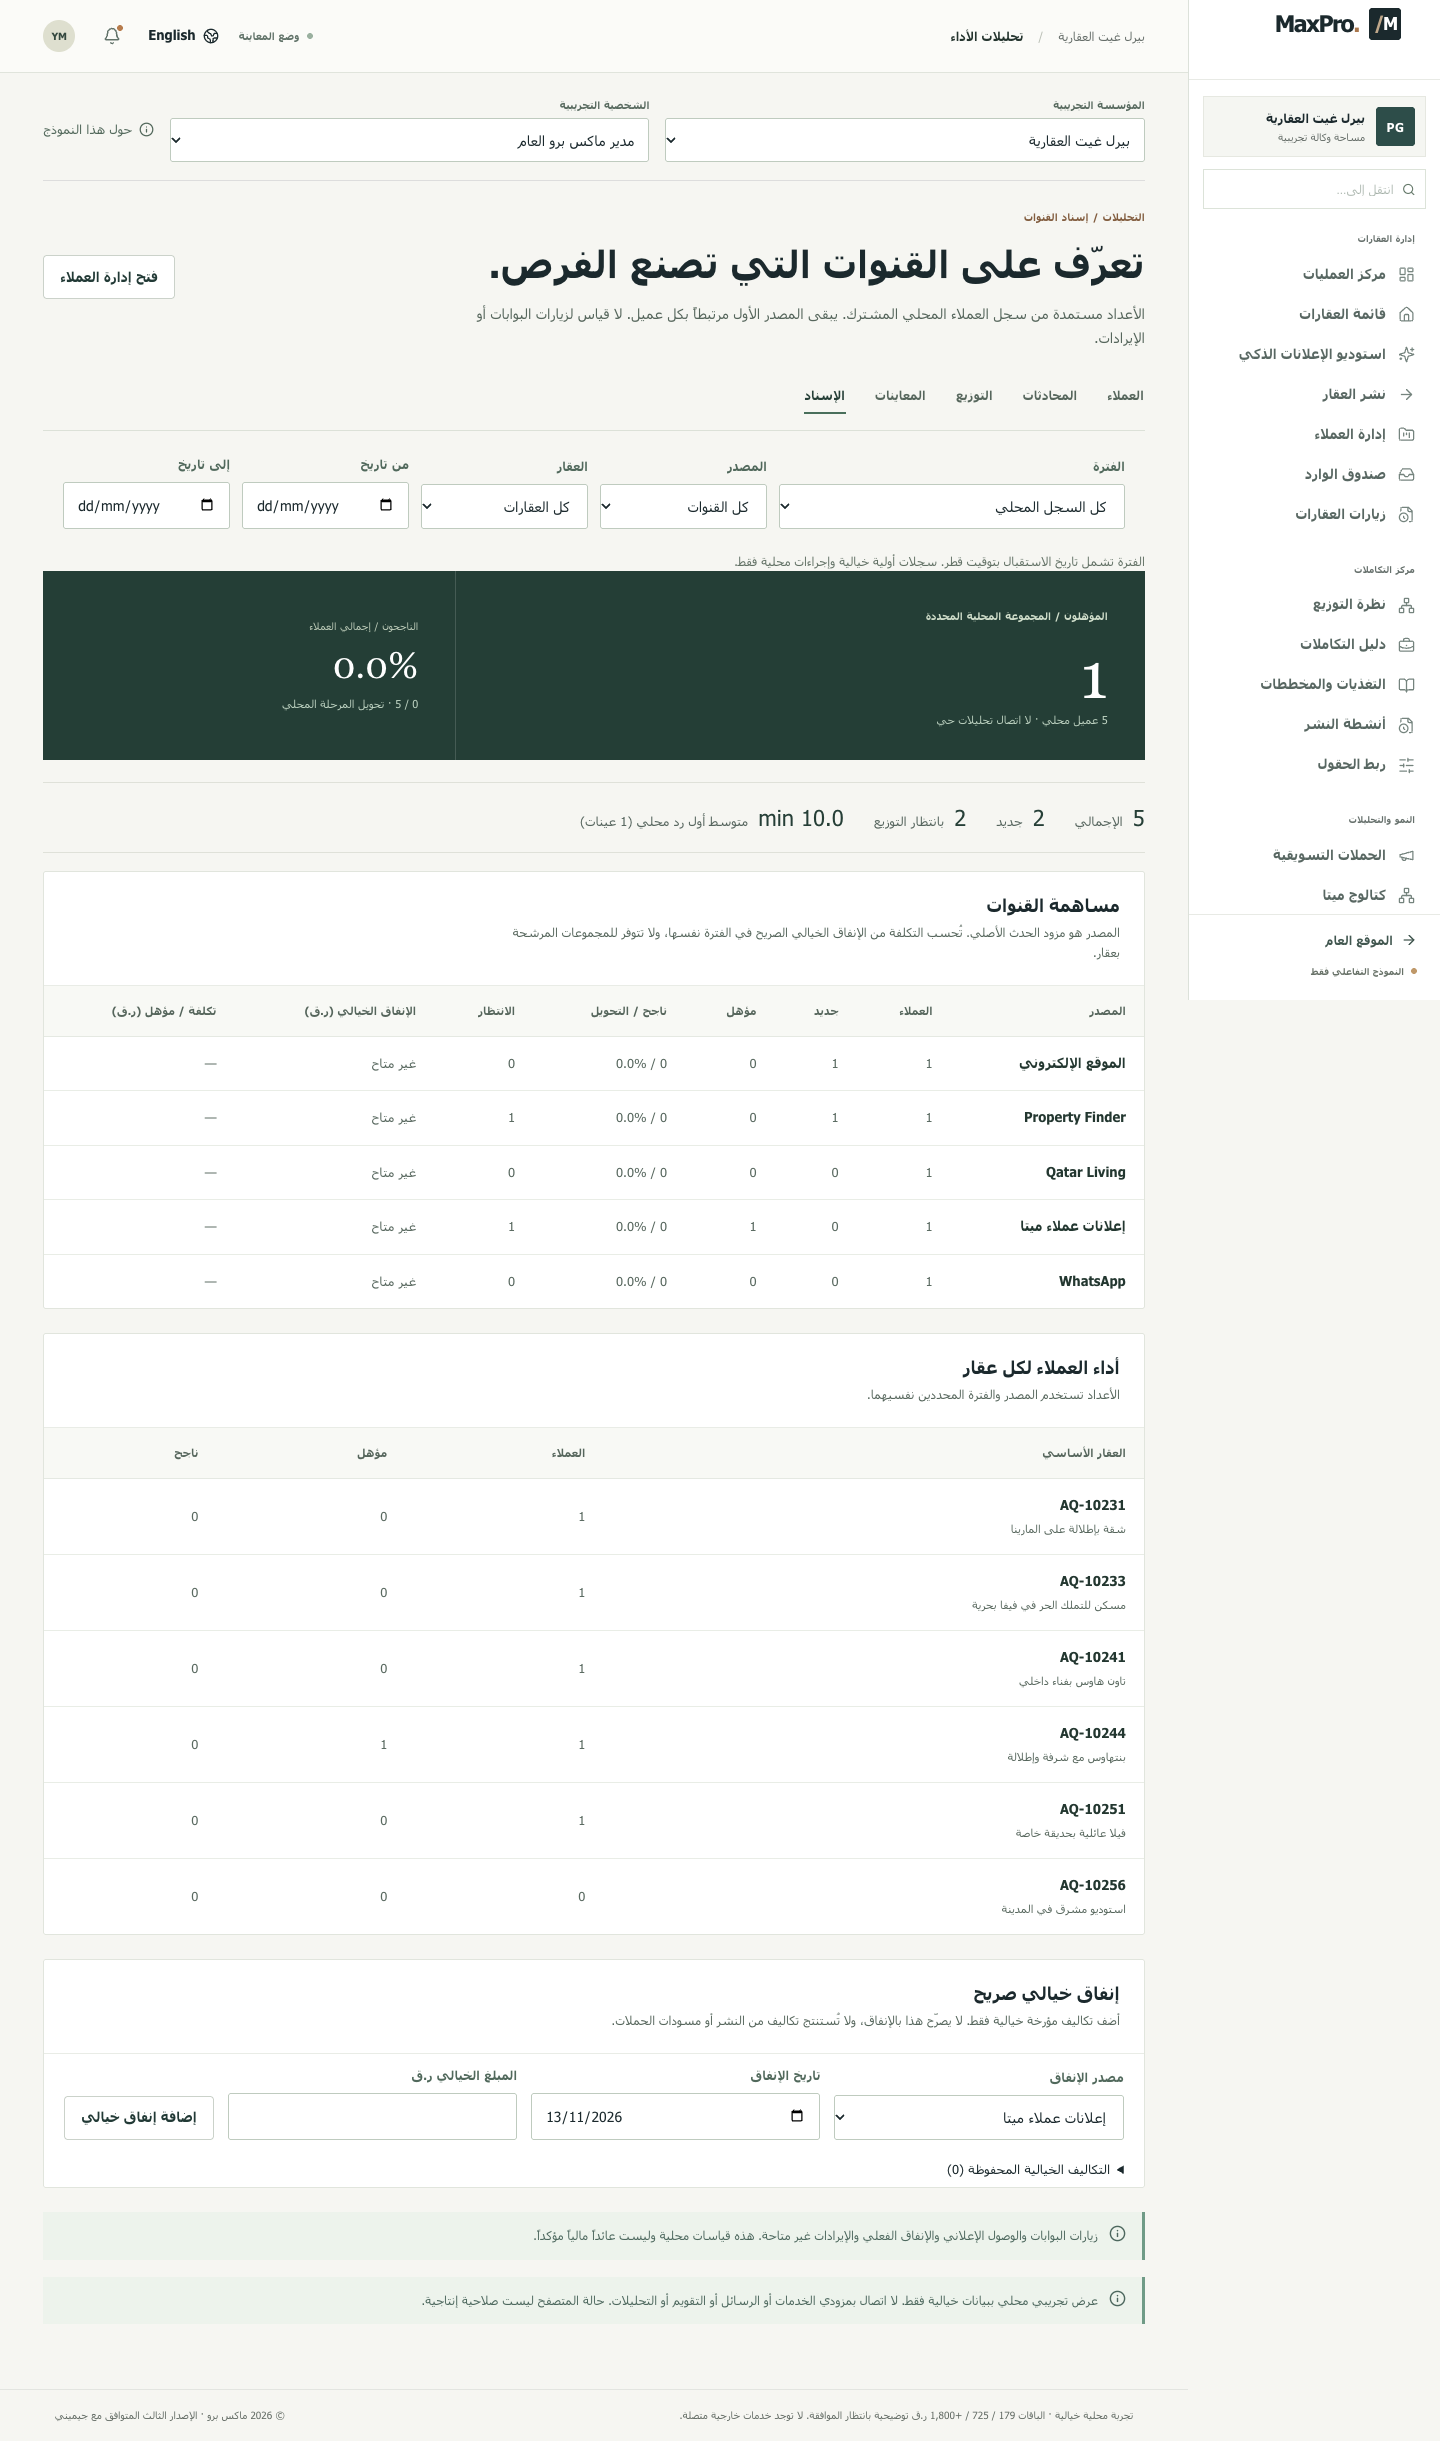 /M MaxPro.
PG بيرل غيت العقارية
مساحة وكالة تجريبية
انتقل إلى...
إدارة العقارات
مركز العمليات
قائمة العقارات
استوديو الإعلانات الذكي
نشر العقار
إدارة العملاء
صندوق الوارد
زيارات العقارات
مركز التكاملات
نظرة التوزيع
دليل التكاملات
التغذيات والمخططات
أنشطة النشر
ربط الحقول
النمو والتحليلات
الحملات التسويقية
كتالوج ميتا
الموقع العام
النموذج التفاعلي فقط
بيرل غيت العقارية / تحليلات الأداء
وضع المعاينة
English
YM
المؤسسة التجريبية
بيرل غيت العقارية
الشخصية التجريبية
مدير ماكس برو العام
حول هذا النموذج
التحليلات / إسناد القنوات
تعرّف على القنوات التي تصنع الفرص.
الأعداد مستمدة من سجل العملاء المحلي المشترك. يبقى المصدر الأول مرتبطاً بكل عميل. لا قياس لزيارات البوابات أو
الإيرادات.
فتح إدارة العملاء
العملاء المحادثات التوزيع المعاينات الإسناد
الفترة المصدر العقار من تاريخ إلى تاريخ
كل السجل المحلي كل القنوات كل العقارات dd/mm/yyyy dd/mm/yyyy
الفترة تشمل تاريخ الاستقبال بتوقيت قطر. سجلات أولية خيالية وإجراءات محلية فقط.
المؤهلون / المجموعة المحلية المحددة
1
5 عميل محلي · لا اتصال تحليلات حي
الناجحون / إجمالي العملاء
0.0%
0 / 5 · تحويل المرحلة المحلي
5 الإجمالي 2 جديد 2 بانتظار التوزيع 10.0 min متوسط أول رد محلي (1 عينات)
مساهمة القنوات
المصدر هو مزود الحدث الأصلي. تُحسب التكلفة من الإنفاق الخيالي الصريح في الفترة نفسها، ولا تتوفر للمجموعات المرشحة
بعقار.
المصدر العملاء جديد مؤهل ناجح / التحويل الانتظار الإنفاق الخيالي (ر.ق) تكلفة / مؤهل (ر.ق)
الموقع الإلكتروني 1 1 0 0 / 0.0% 0 غير متاح —
Property Finder 1 1 0 0 / 0.0% 1 غير متاح —
Qatar Living 1 0 0 0 / 0.0% 0 غير متاح —
إعلانات عملاء ميتا 1 0 1 0 / 0.0% 1 غير متاح —
WhatsApp 1 0 0 0 / 0.0% 0 غير متاح —
أداء العملاء لكل عقار
الأعداد تستخدم المصدر والفترة المحددين نفسيهما.
العقار الأساسي العملاء مؤهل ناجح
AQ-10231 1 0 0
شقة بإطلالة على المارينا
AQ-10233 1 0 0
مسكن للتملك الحر في فيفا بحرية
AQ-10241 1 0 0
تاون هاوس بفناء داخلي
AQ-10244 1 1 0
بنتهاوس مع شرفة وإطلالة
AQ-10251 1 0 0
فيلا عائلية بحديقة خاصة
AQ-10256 0 0 0
استوديو مشرق في المدينة
إنفاق خيالي صريح
أضف تكاليف مؤرخة خيالية فقط. لا يصرّح هذا بالإنفاق، ولا تُستنتج تكاليف من النشر أو مسودات الحملات.
مصدر الإنفاق تاريخ الإنفاق المبلغ الخيالي ر.ق
إعلانات عملاء ميتا 13/11/2026 إضافة إنفاق خيالي
التكاليف الخيالية المحفوظة (0)
زيارات البوابات والوصول الإعلاني والإنفاق الفعلي والإيرادات غير متاحة. هذه قياسات محلية وليست عائداً مالياً مؤكداً.
عرض تجريبي محلي ببيانات خيالية فقط. لا اتصال بمزودي الخدمات أو الرسائل أو التقويم أو التحليلات. حالة المتصفح ليست صلاحية إنتاجية.
تجربة محلية خيالية · الباقات 179 / 725 / +1,800 ر.ق توضيحية بانتظار الموافقة. لا توجد خدمات خارجية متصلة.
© 2026 ماكس برو · الإصدار الثالث المتوافق مع جيميني